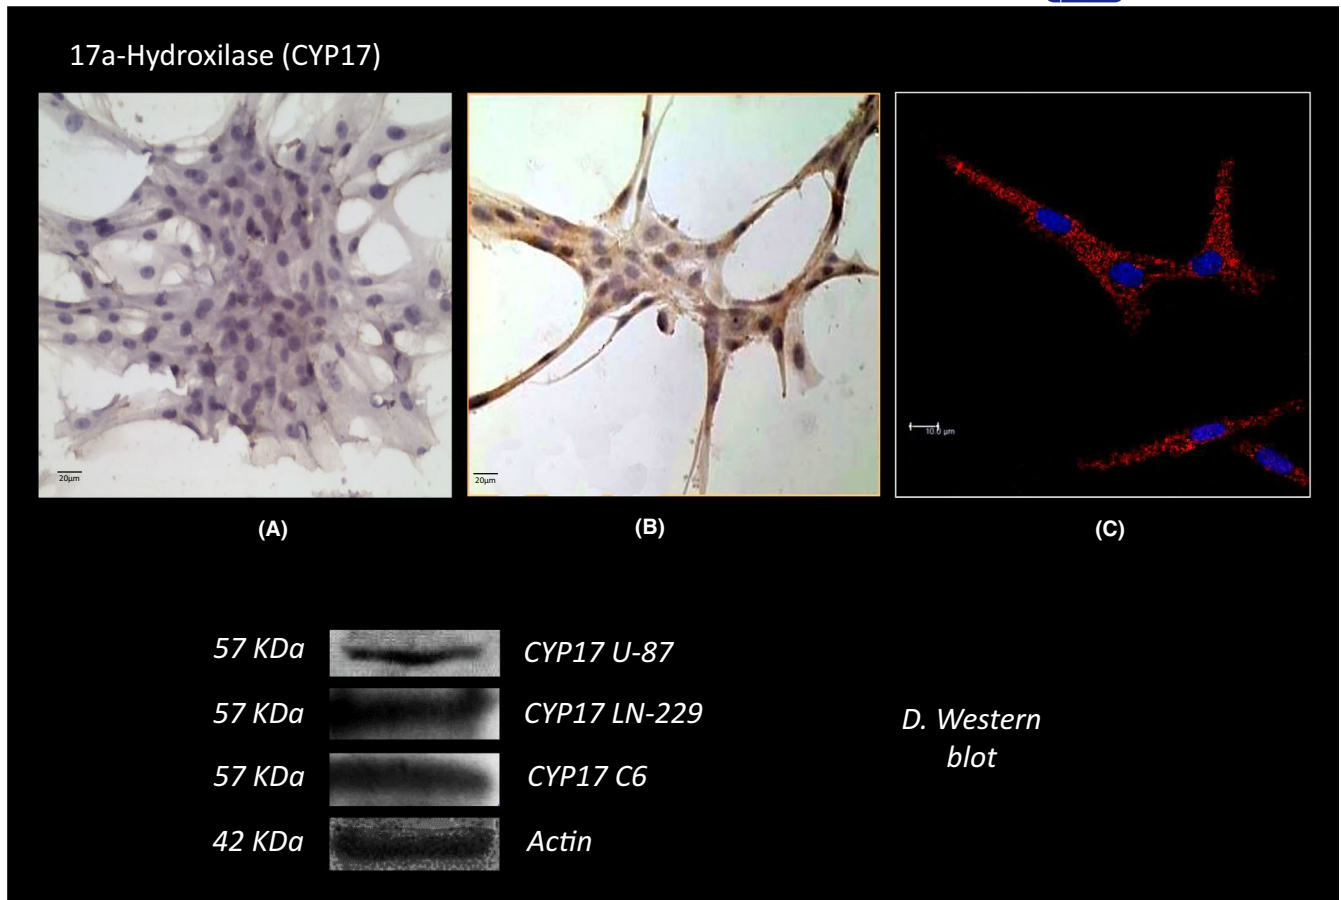 17a-Hydroxilase (CYP17)
20µm
20µm
10.0 µm
(A)
(B)
(C)
57 KDa
CYP17 U-87
57 KDa
CYP17 LN-229
57 KDa
CYP17 C6
42 KDa
Actin
D. Western
blot